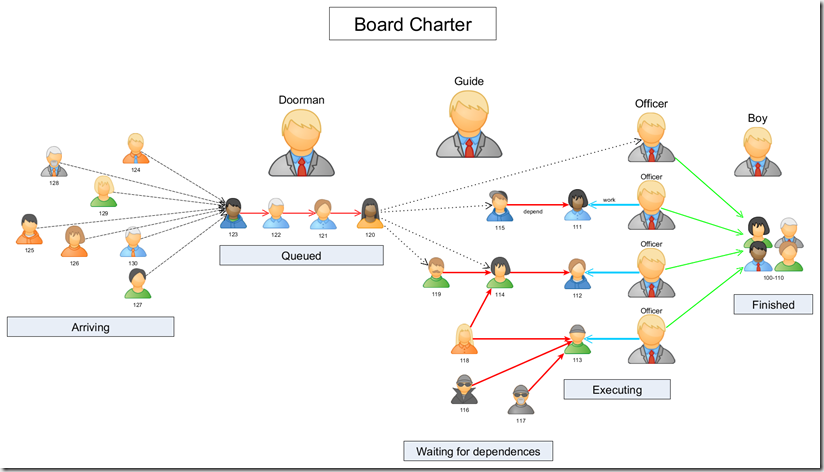 Board Charter
Guide
Doorman
Officer
Boy
124
128
129
Officer
125
126
130
127
123
122
121
120
115
depend
111
work
Queued
Officer
119
114
112
100-110
Finished
Arriving
Officer
118
113
116
117
Executing
Waiting for dependences